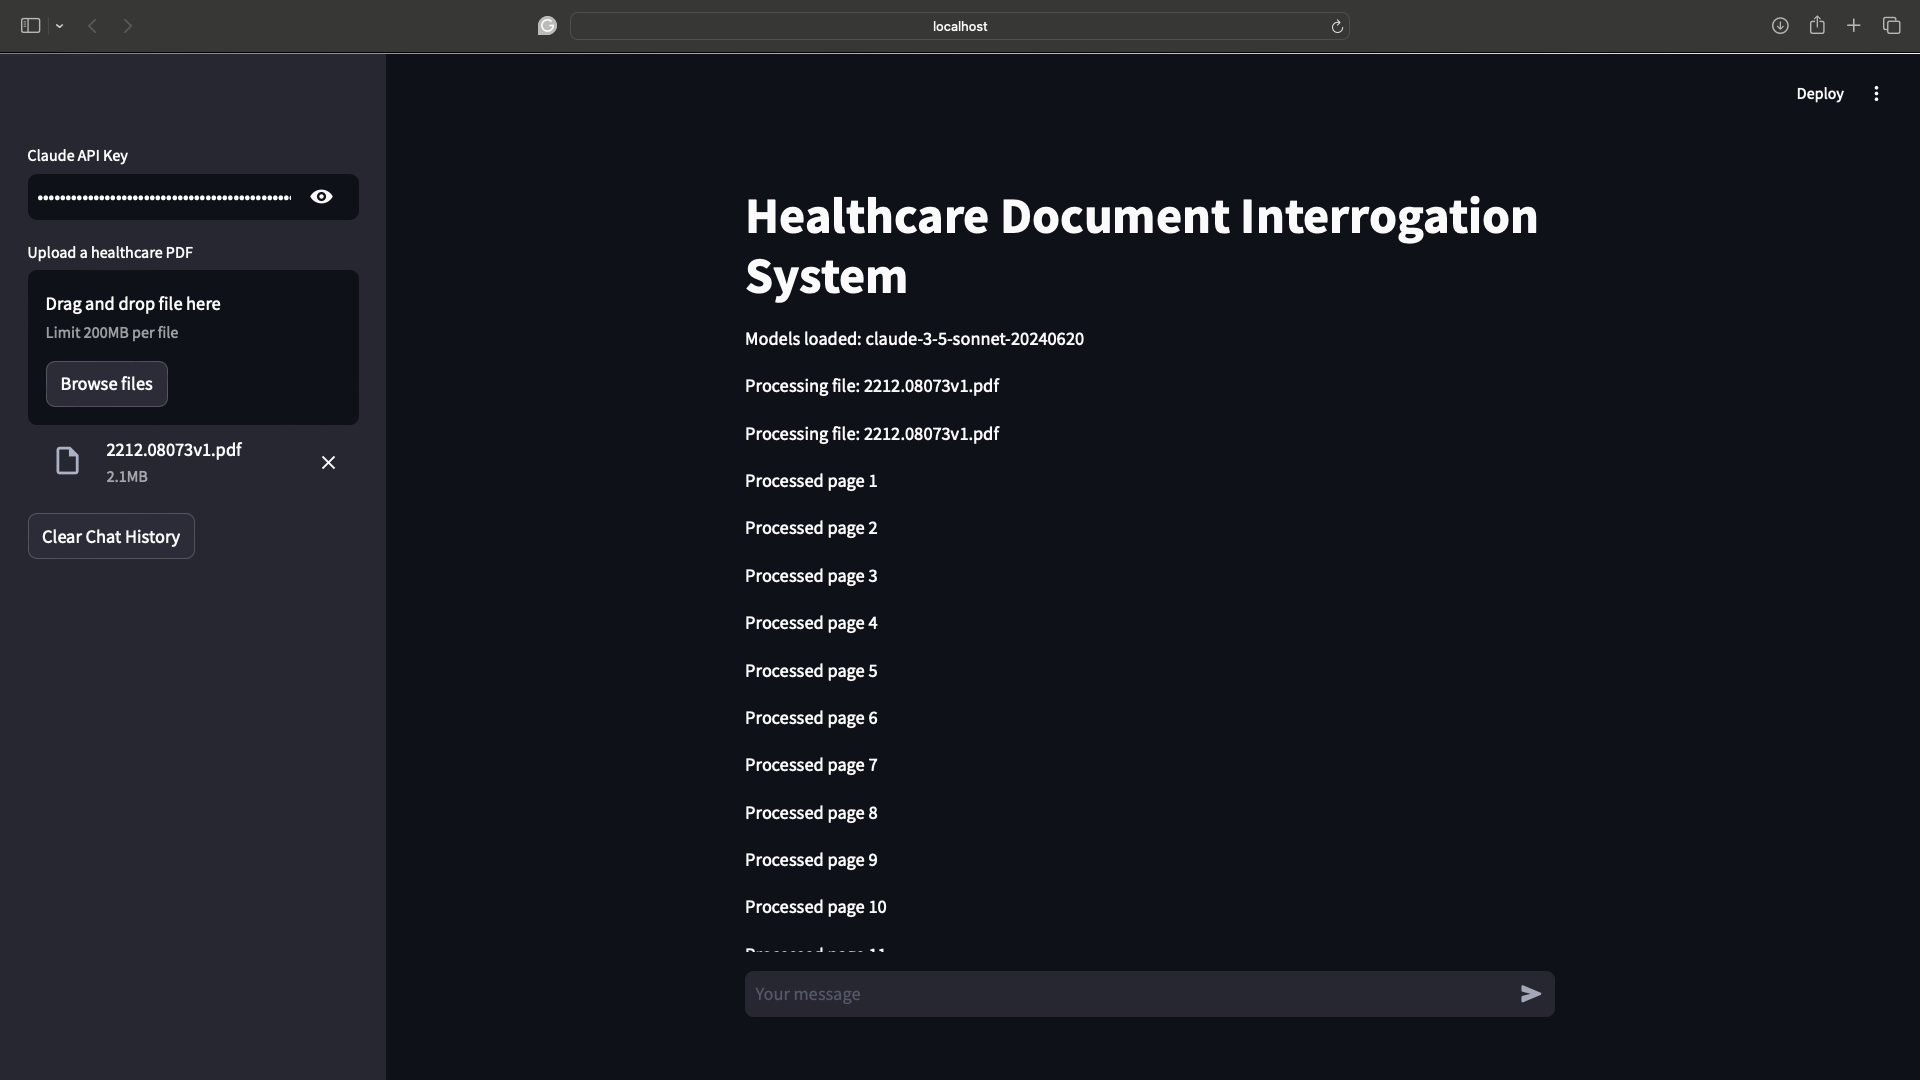 localhost
Deploy
Claude API Key
Upload a healthcare PDF
Drag and drop file here
Limit 200MB per file
Browse files
2212.08073v1.pdf
2.1MB
Clear Chat History
Healthcare Document Interrogation
System
Models loaded: claude-3-5-sonnet-20240620
Processing file: 2212.08073v1.pdf
Processing file: 2212.08073v1.pdf
Processed page 1
Processed page 2
Processed page 3
Processed page 4
Processed page 5
Processed page 6
Processed page 7
Processed page 8
Processed page 9
Processed page 10
Processed page 11
Your message